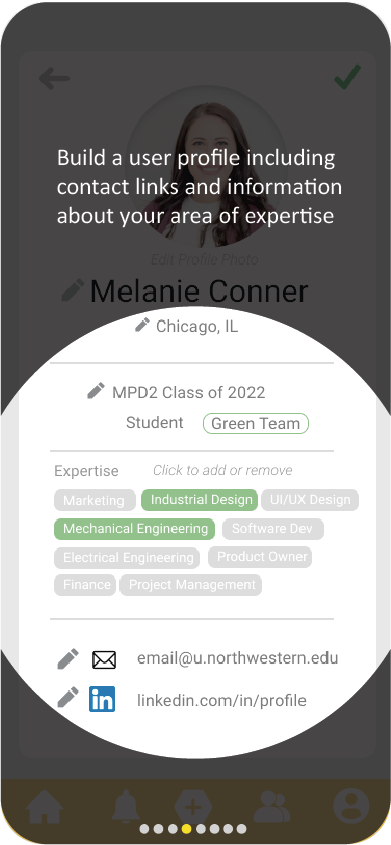 Build a user profile including
contact links and information
about your area of expertise
Edit Profile Photo
Melanie Conner
Chicago, IL
MPD2 Class of 2022
Student Green Team
Expertise Click to add or remove
Marketing Industrial Design UI/UX Design
Mechanical Engineering Software Dev
Electrical Engineering Product Owner
Finance Project Management
email@u.northwestern.edu
in linkedin.com/in/profile